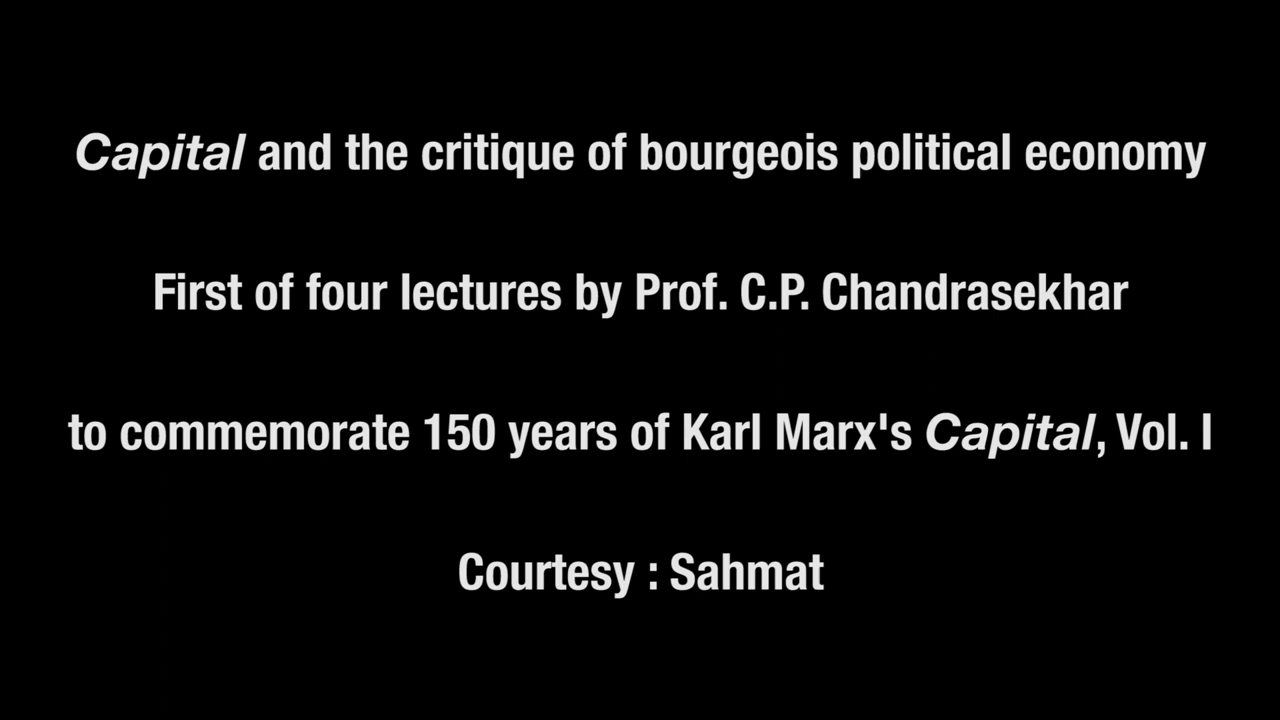 Capital and the critique of bourgeois political economy
First of four lectures by Prof. C.P. Chandrasekhar
to commemorate 150 years of Karl Marx's Capital, Vol. I
Courtesy : Sahmat